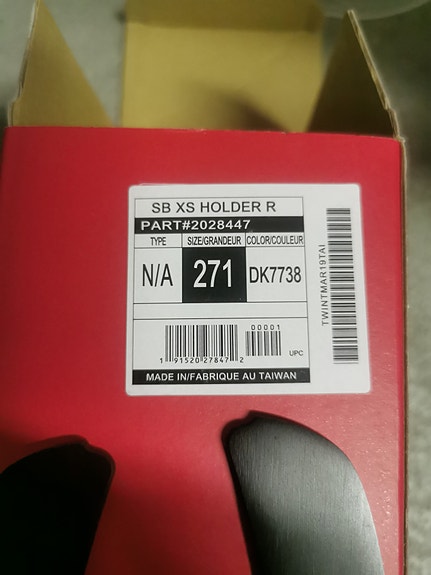 SB XS HOLDER R
PART#2028447
TYPE SIZE/GRANDEUR COLOR/COULEUR
N/A 271 DK7738
00001
1 91520 27847 2
UPC
MADE IN/FABRIQUE AU TAIWAN
TWINTMAR19TAI